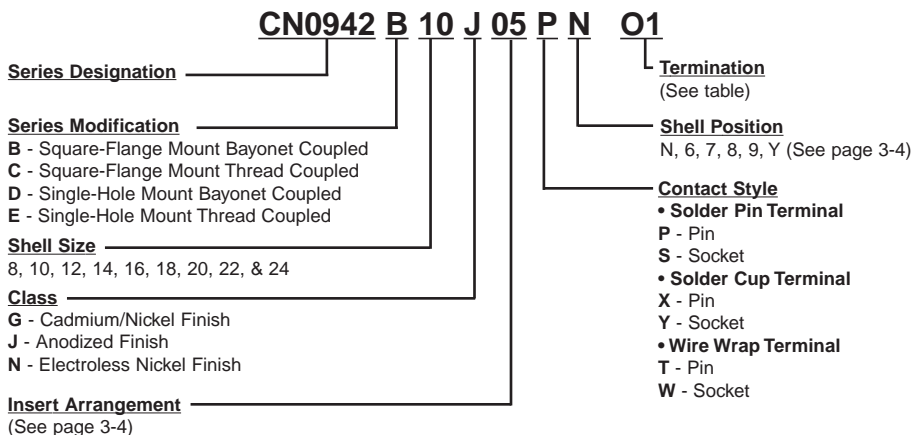 CN0942 B 10 J 05 P N O1
Series Designation
Series Modification
B - Square-Flange Mount Bayonet Coupled
C - Square-Flange Mount Thread Coupled
D - Single-Hole Mount Bayonet Coupled
E - Single-Hole Mount Thread Coupled
Shell Size
8, 10, 12, 14, 16, 18, 20, 22, & 24
Class
G - Cadmium/Nickel Finish
J - Anodized Finish
N - Electroless Nickel Finish
Insert Arrangement
(See page 3-4)
Termination
(See table)
Shell Position
N, 6, 7, 8, 9, Y (See page 3-4)
Contact Style
• Solder Pin Terminal
P - Pin
S - Socket
• Solder Cup Terminal
X - Pin
Y - Socket
• Wire Wrap Terminal
T - Pin
W - Socket